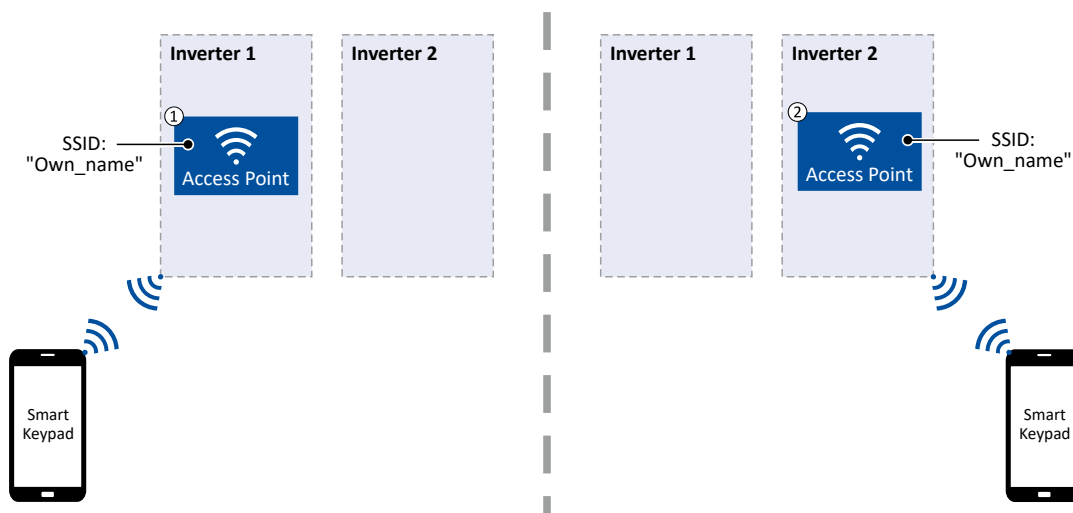 Inverter 1
Inverter 2
1
SSID:
"Own_name"
Access Point
Smart
Keypad
Inverter 1
Inverter 2
2
SSID:
"Own_name"
Access Point
Smart
Keypad